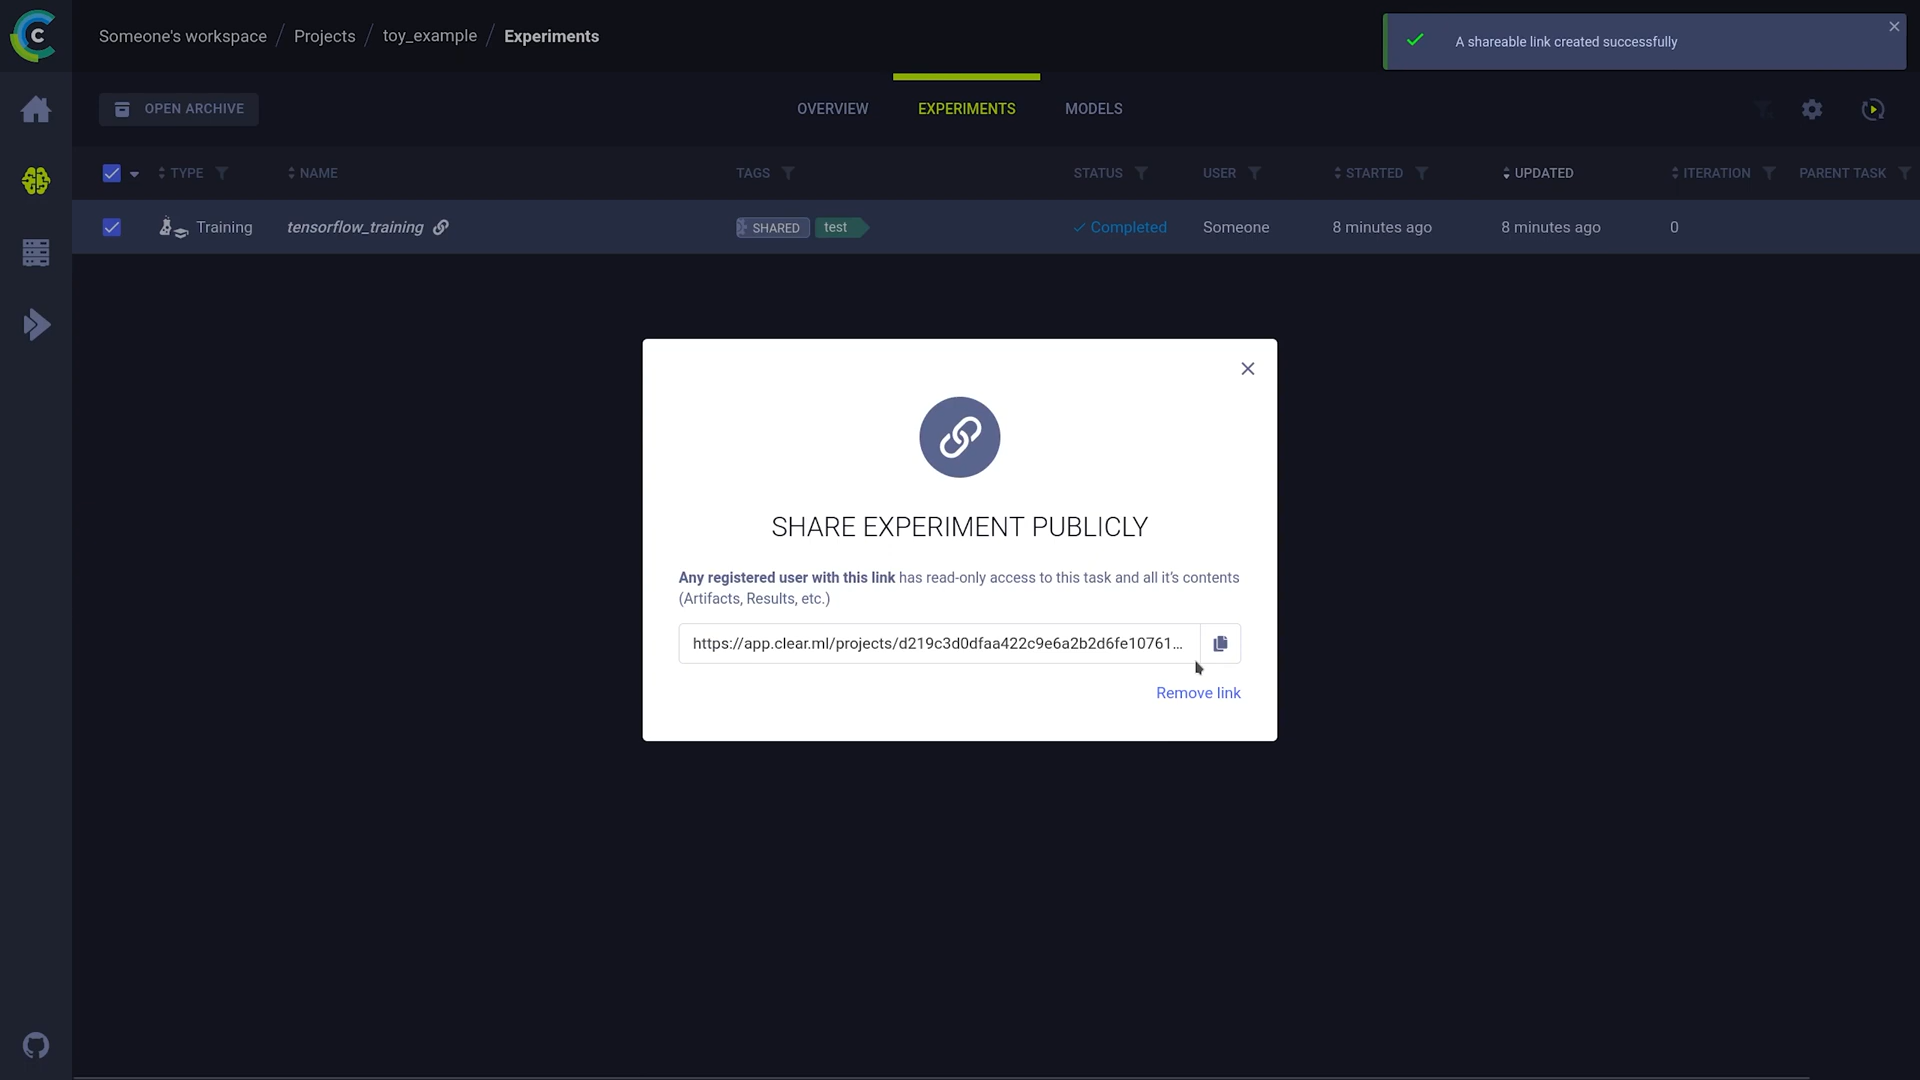 Someone's workspace / Projects / toy_example / Experiments
A shareable link created successfully
OPEN ARCHIVE
OVERVIEW EXPERIMENTS MODELS
TYPE NAME TAGS STATUS USER STARTED UPDATED ITERATION PARENT TASK
Training tensorflow_training SHARED test Completed Someone 8 minutes ago 8 minutes ago 0
SHARE EXPERIMENT PUBLICLY
Any registered user with this link has read-only access to this task and all it's contents
(Artifacts, Results, etc.)
https://app.clear.ml/projects/d219c3d0dfaa422c9e6a2b2d6fe10761...
Remove link